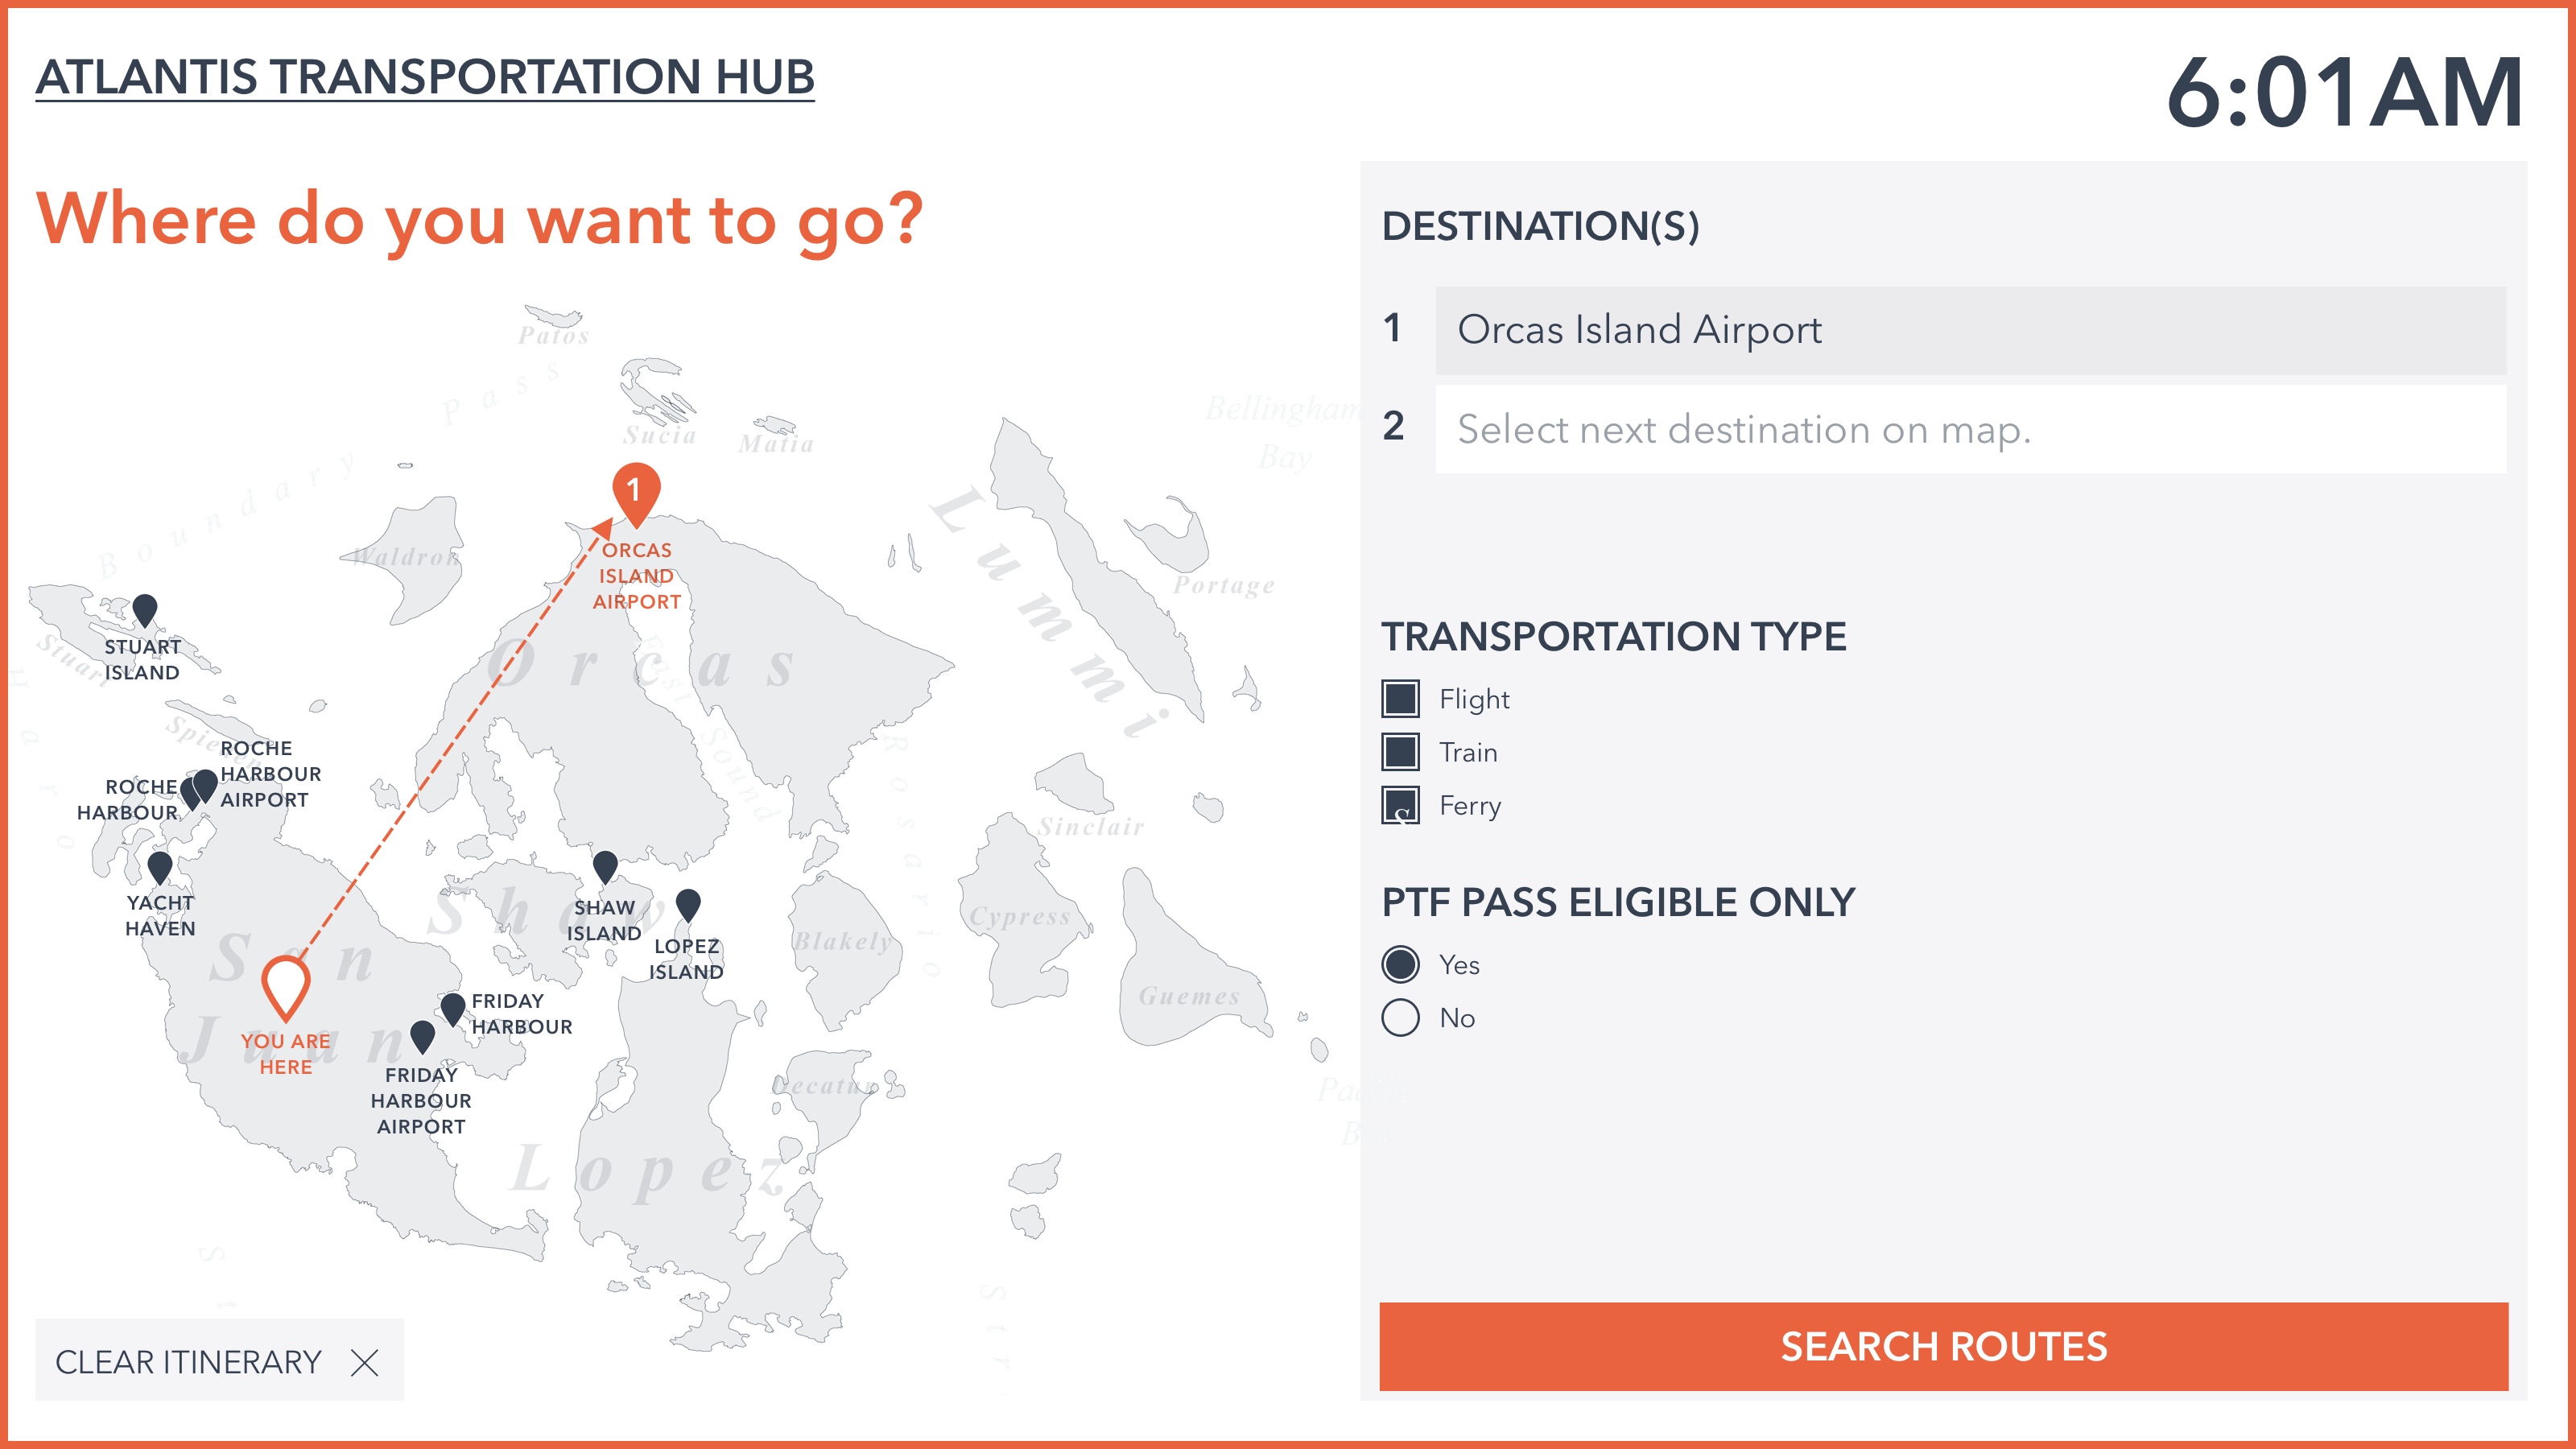 ATLANTIS TRANSPORTATION HUB
6:01AM
Where do you want to go?
Patos
Pass
Boundary
Sucia
Matia
Bellingham
Bay
1
ORCAS
ISLAND
AIRPORT
Waldron
Lummi
Portage
STUART
ISLAND
Stuart
Orcas
East
Sound
Haro
ROCHE
HARBOUR
AIRPORT
ROCHE
HARBOUR
Rosario
Sinclair
YACHT
HAVEN
Shaw
SHAW
ISLAND
LOPEZ
ISLAND
Blakely
Cypress
Guemes
San
Juan
YOU ARE
HERE
FRIDAY
HARBOUR
FRIDAY
HARBOUR
AIRPORT
Decatur
Lopez
CLEAR ITINERARY
DESTINATION(S)
1 Orcas Island Airport
2 Select next destination on map.
TRANSPORTATION TYPE
Flight
Train
Ferry
PTF PASS ELIGIBLE ONLY
Yes
No
SEARCH ROUTES